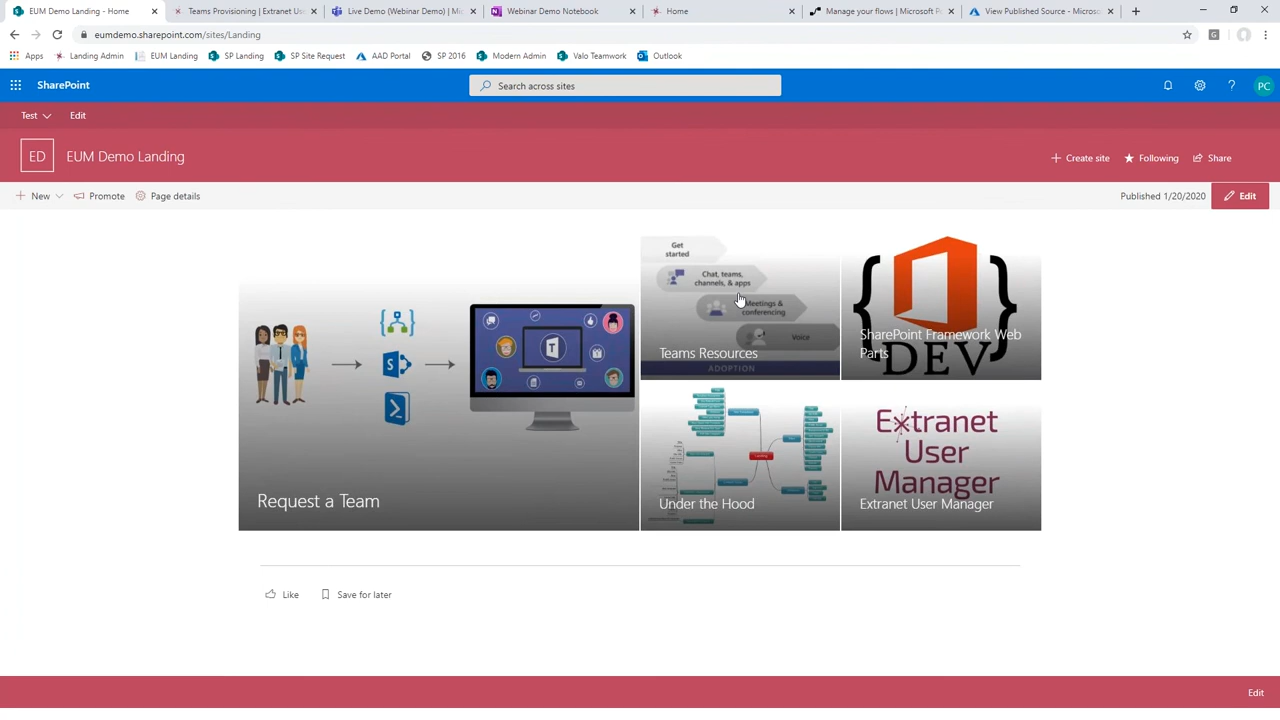 EUM Demo Landing - Home
Teams Provisioning | Extranet Use
Live Demo (Webinar Demo) | Mic
Webinar Demo Notebook
Home
Manage your flows | Microsoft P
View Published Source - Microso
eumdemo.sharepoint.com/sites/Landing
Apps
Landing Admin
EUM Landing
SP Landing
SP Site Request
AAD Portal
SP 2016
Modern Admin
Valo Teamwork
Outlook
SharePoint
Search across sites
PC
Test
Edit
ED
EUM Demo Landing
Create site
Following
Share
New
Promote
Page details
Published 1/20/2020
Edit
Get
started
Chat, teams,
channels, & apps
Meetings &
conferencing
Voice
Teams Resources
ADOPTION
SharePoint Framework Web
Parts
DEV
Request a Team
Under the Hood
Extranet
User
Manager
Extranet User Manager
Like
Save for later
Edit